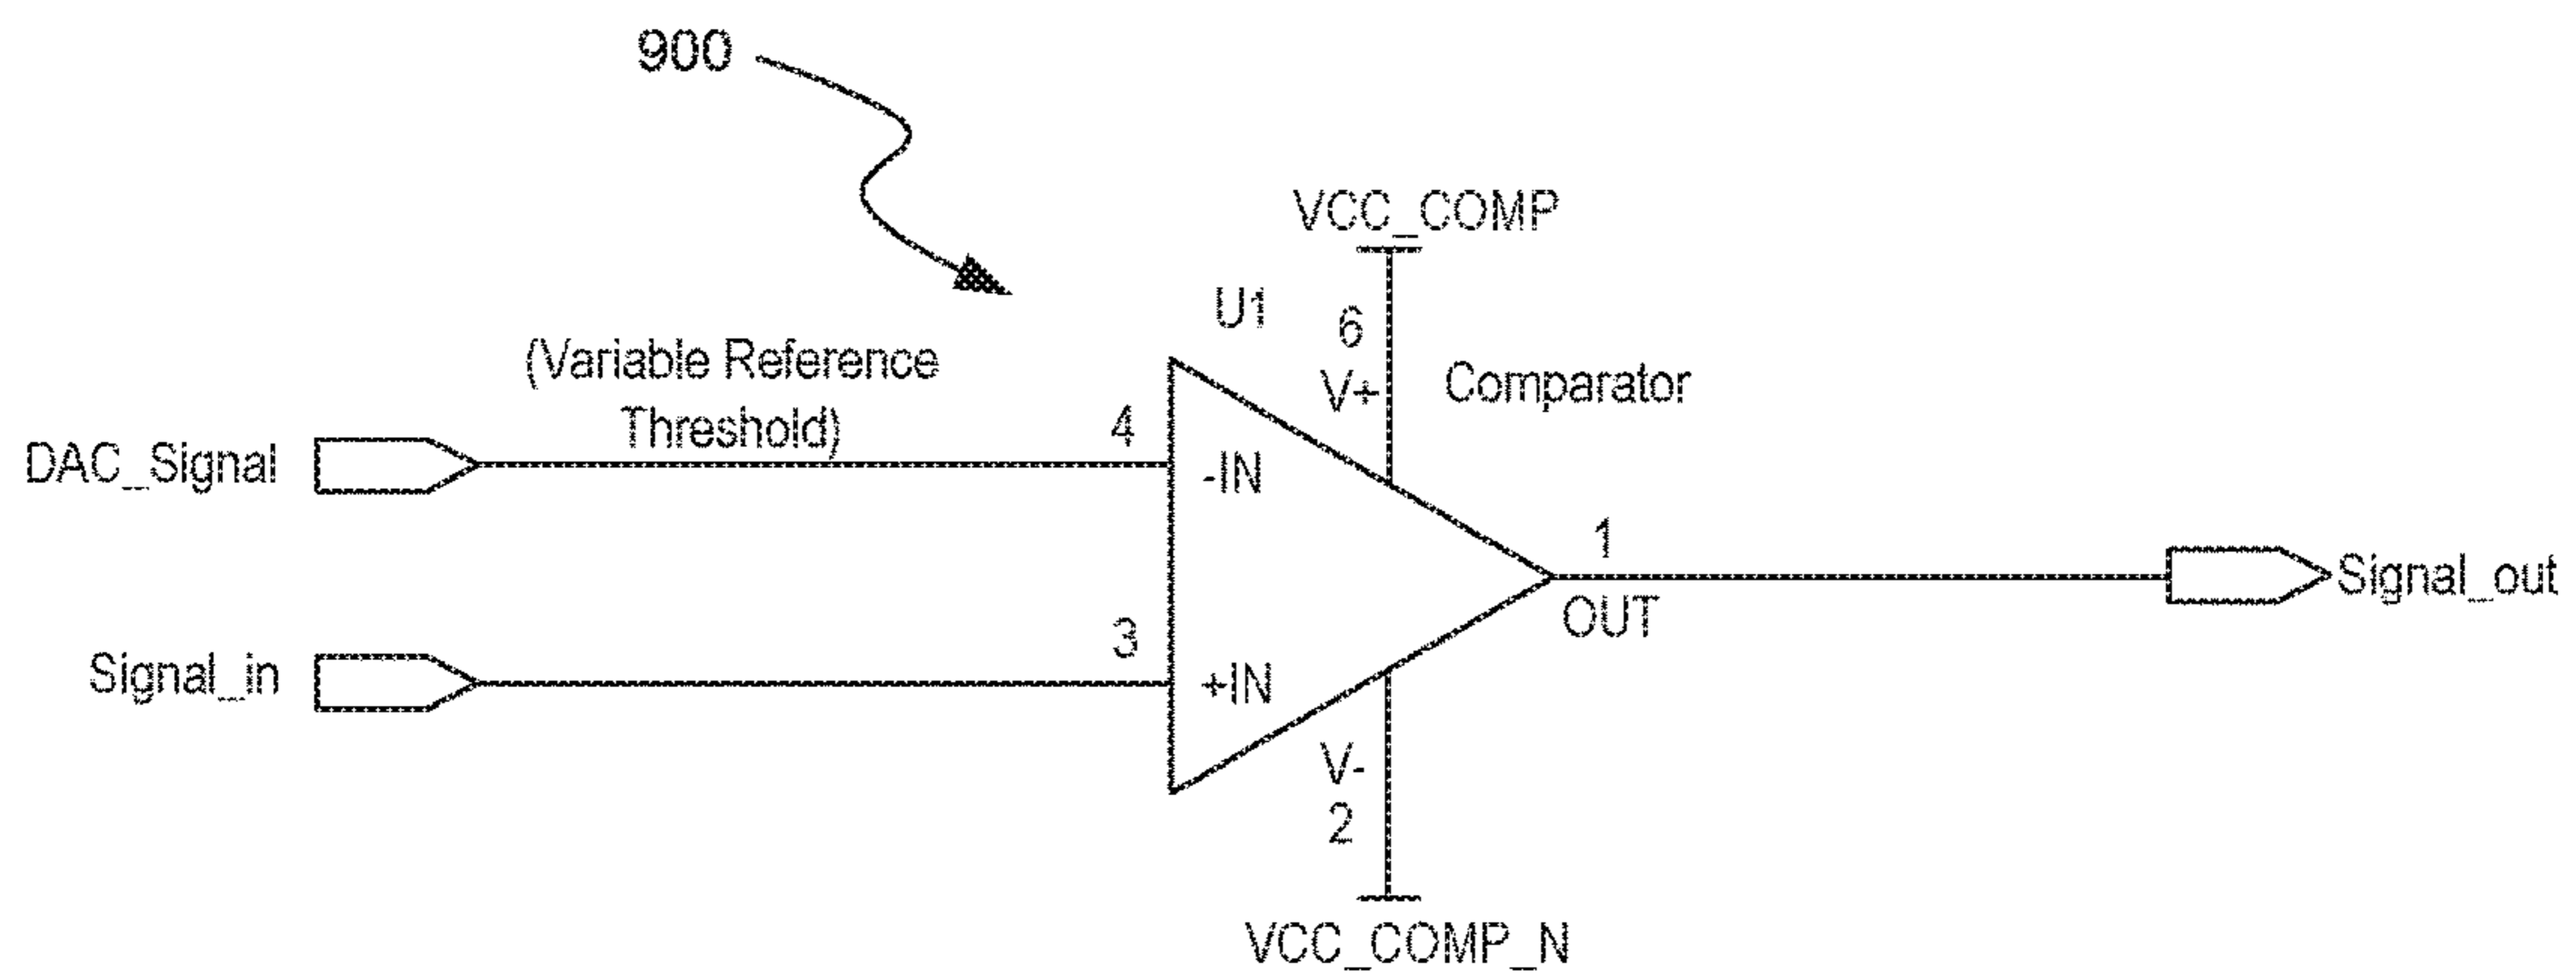 900
VCC_COMP
U1
6
V+
Comparator
(Variable Reference
Threshold)
4
DAC_Signal
-IN
1
OUT
Signal_out
3
Signal_in
+IN
V-
2
VCC_COMP_N